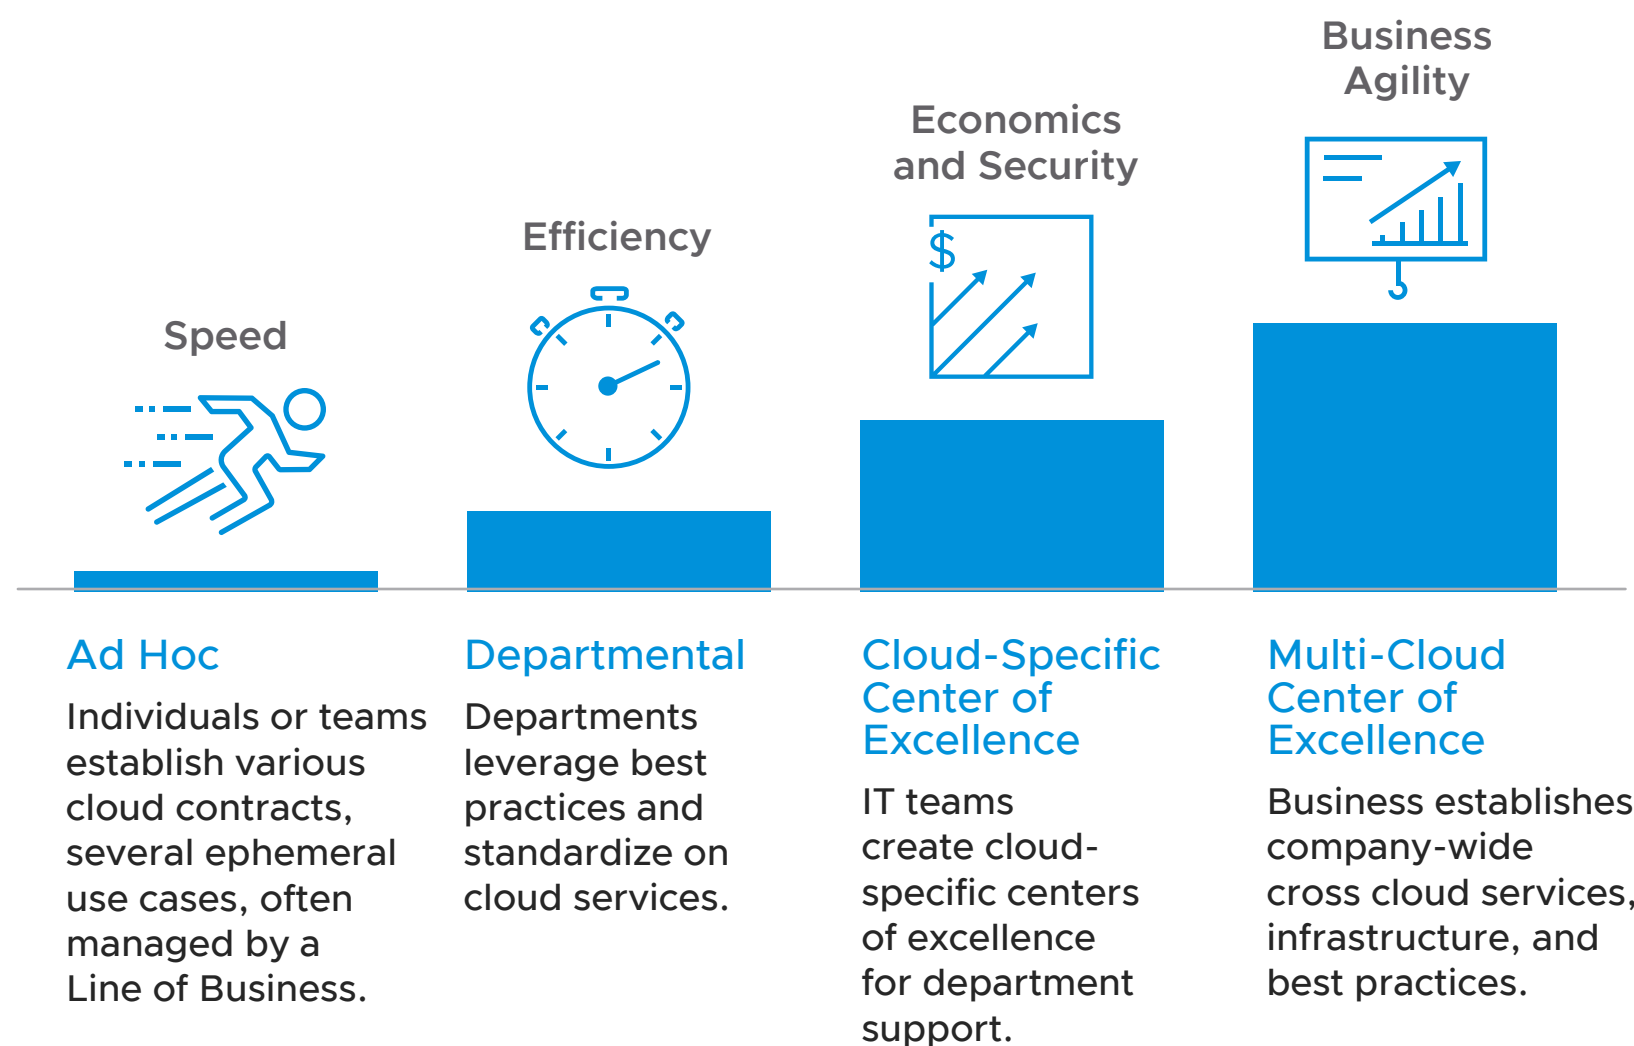 Speed
Efficiency
Economics
and Security
$
Business
Agility
Ad Hoc
Individuals or teams
establish various
cloud contracts,
several ephemeral
use cases, often
managed by a
Line of Business.
Departmental
Departments
leverage best
practices and
standardize on
cloud services.
Cloud-Specific
Center of
Excellence
IT teams
create cloud-
specific centers
of excellence
for department
support.
Multi-Cloud
Center of
Excellence
Business establishes
company-wide
cross cloud services,
infrastructure, and
best practices.